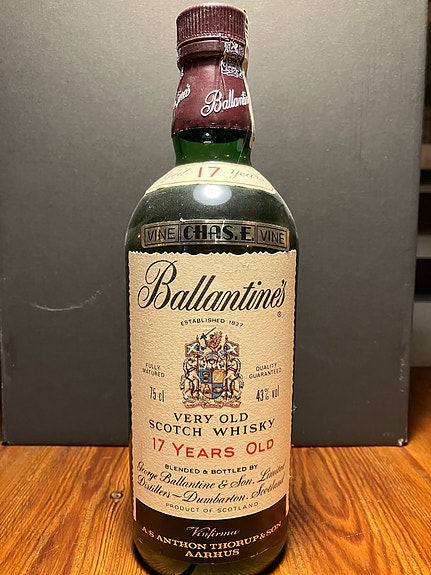 Ballantine's
17 Years
VINE CHAS.E. VINE
Ballantine's
®
ESTABLISHED 1827
FULLY
MATURED
QUALITY
GUARANTEED
75 cl
43% vol
VERY OLD
SCOTCH WHISKY
17 YEARS OLD
BLENDED & BOTTLED BY
George Ballantine & Son, Limited
Distillers—Dumbarton, Scotland
PRODUCT OF SCOTLAND
Vinfirma
A·S ANTHON THORUP & SON
AARHUS